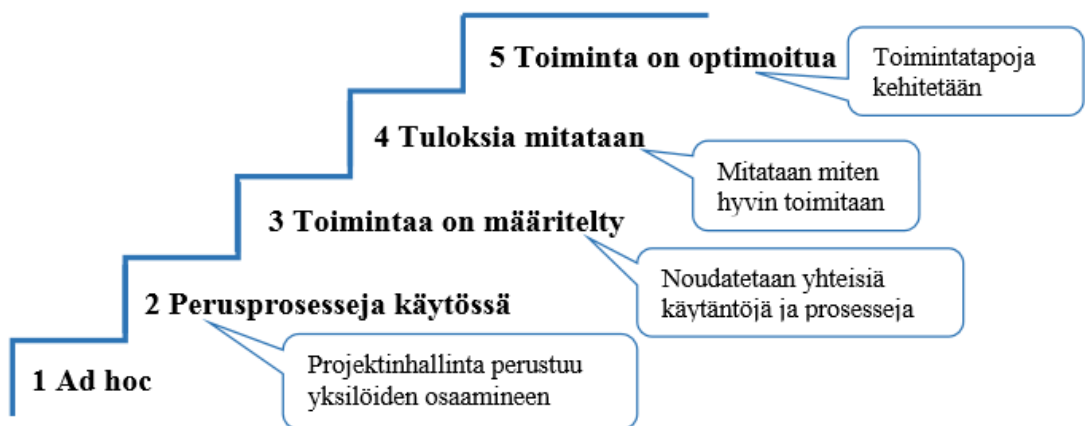 5 Toiminta on optimoitua
Toimintatapoja
kehitetään
4 Tuloksia mitataan
Mitataan miten
hyvin toimitaan
3 Toimintaa on määritelty
Noudatetaan yhteisiä
käytäntöjä ja prosesseja
2 Perusprosesseja käytössä
Projektinhallinta perustuu
yksilöiden osaamineen
1 Ad hoc